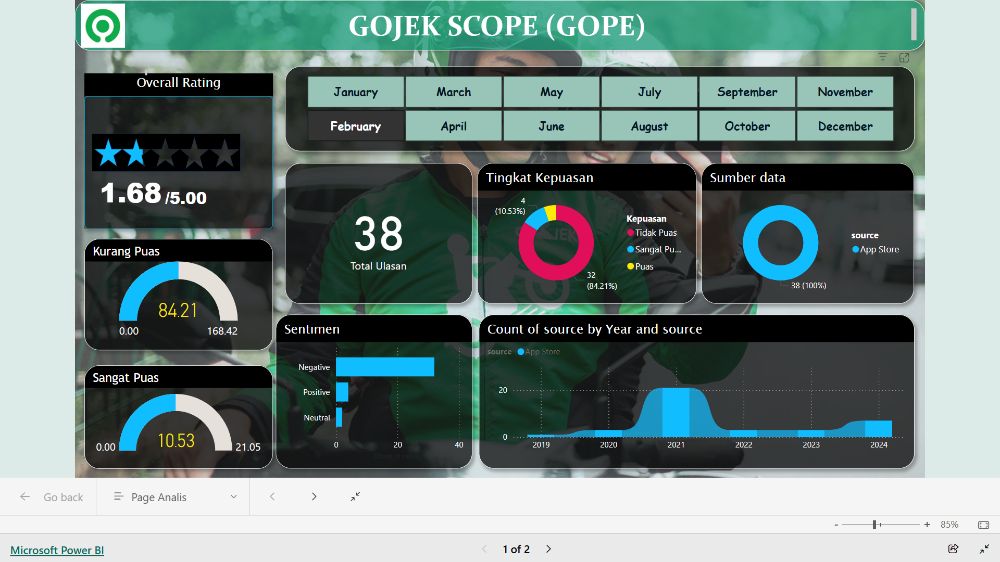 GOJEK SCOPE (GOPE)
Overall Rating
1.68 /5.00
January
March
May
July
September
November
February
April
June
August
October
December
38
Total Ulasan
Tingkat Kepuasan
4
(10.53%)
32
(84.21%)
Kepuasan
Tidak Puas
Sangat Pu...
Puas
Sumber data
38 (100%)
source
App Store
Kurang Puas
84.21
0.00
168.42
Sangat Puas
10.53
0.00
21.05
Sentimen
Negative
Positive
Neutral
0
20
40
Count of rating
Count of source by Year and source
source App Store
20
0
2019
2020
2021
2022
2023
2024
Go back
Page Analis
- + 85%
Microsoft Power BI
1 of 2